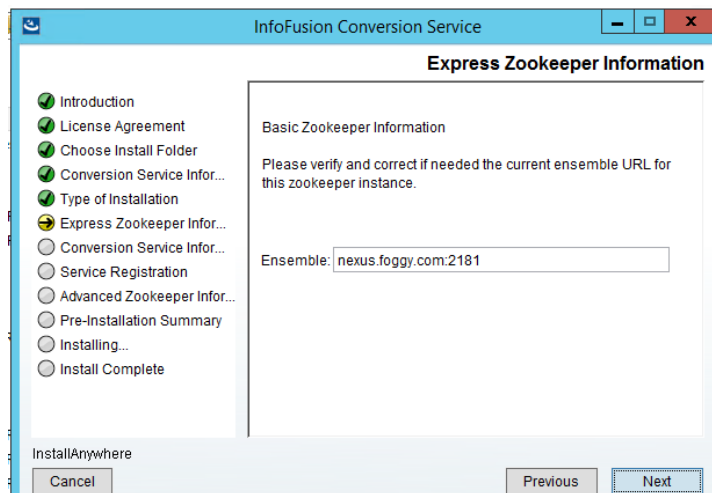 InfoFusion Conversion Service
Express Zookeeper Information
Introduction
License Agreement
Choose Install Folder
Conversion Service Infor...
Type of Installation
Express Zookeeper Infor...
Conversion Service Infor...
Service Registration
Advanced Zookeeper Infor...
Pre-Installation Summary
Installing...
Install Complete
Basic Zookeeper Information
Please verify and correct if needed the current ensemble URL for
this zookeeper instance.
Ensemble: nexus.foggy.com:2181
InstallAnywhere
Cancel
Previous
Next